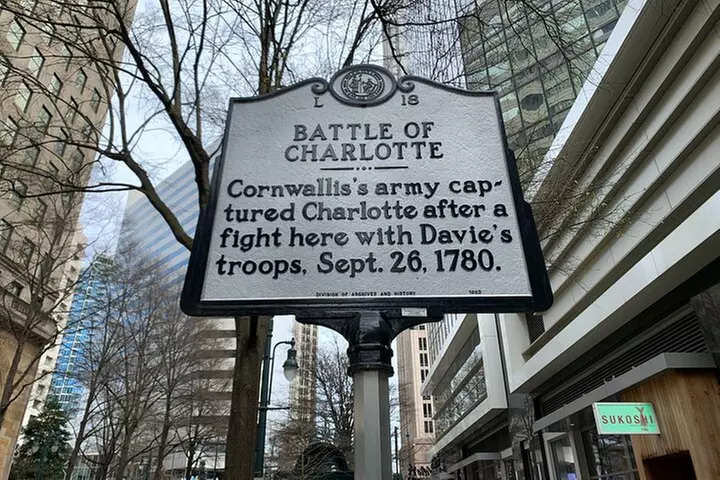 L 18
BATTLE OF
CHARLOTTE
Cornwallis's army cap-
tured Charlotte after a
fight here with Davie's
troops, Sept. 26, 1780.
DIVISION OF ARCHIVES AND HISTORY
SUKOSHI